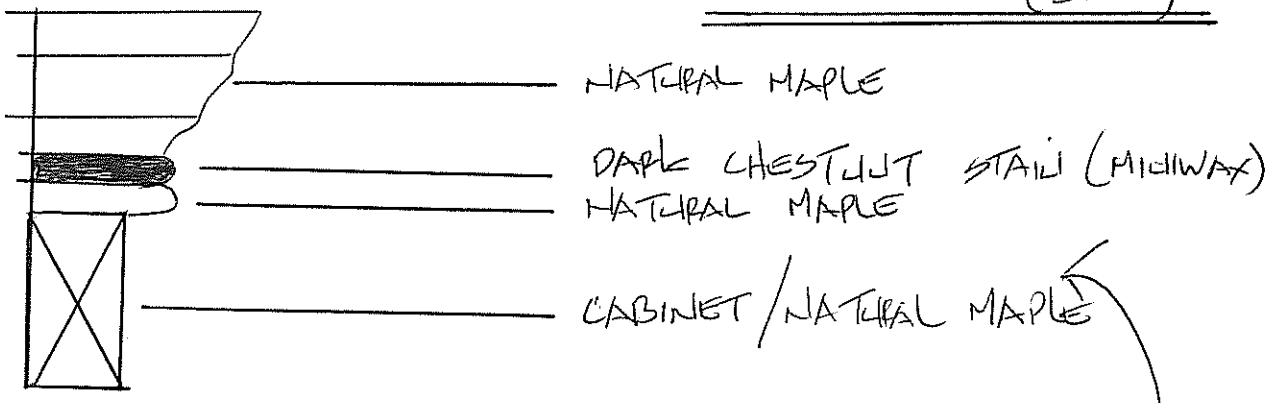 NATURAL MAPLE
DARK CHESTNUT STAIN (MINWAX)
NATURAL MAPLE
CABINET/NATURAL MAPLE